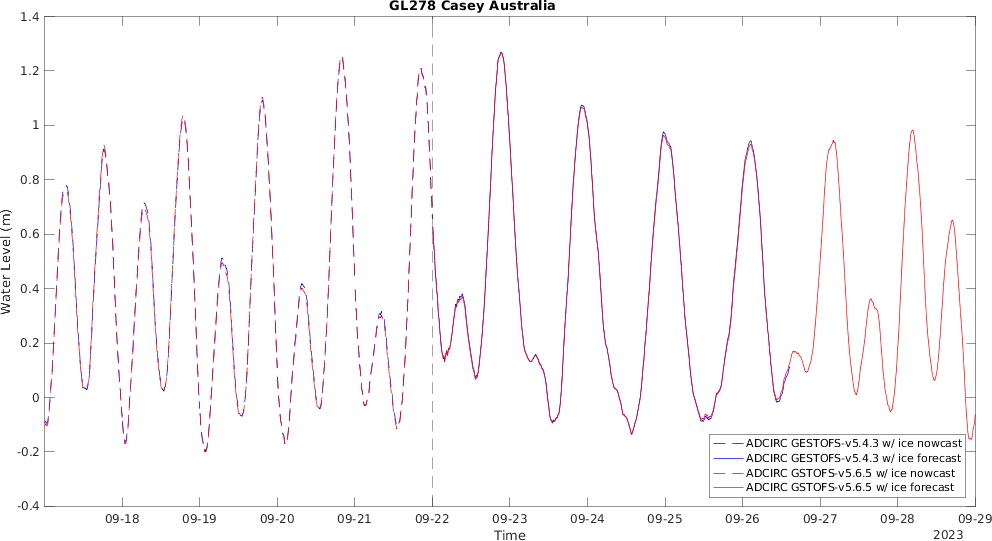 GL278 Casey Australia
1.4
1.2
1
0.8
0.6
0.4
0.2
0
-0.2
-0.4
Water Level (m)
ADCIRC GESTOFS-v5.4.3 w/ ice nowcast
ADCIRC GESTOFS-v5.4.3 w/ ice forecast
ADCIRC GSTOFS-v5.6.5 w/ ice nowcast
ADCIRC GSTOFS-v5.6.5 w/ ice forecast
09-18 09-19 09-20 09-21 09-22 09-23 09-24 09-25 09-26 09-27 09-28 09-29
Time
2023